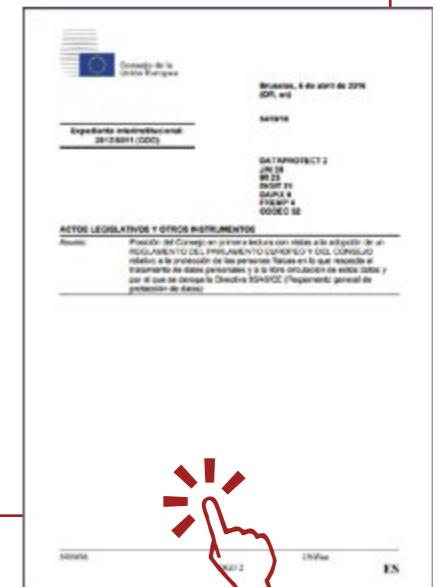 Consejo de la
Unión Europea
Bruselas, 6 de abril de 2016
(OR. en)
5419/16
Expediente interinstitucional:
2012/0011 (COD)
DATAPROTECT 2
JAI 38
MI 25
DIGIT 21
DAPIX 9
FREMP 4
CODEC 52
ACTOS LEGISLATIVOS Y OTROS INSTRUMENTOS
Asunto: Posición del Consejo en primera lectura con vistas a la adopción de un
REGLAMENTO DEL PARLAMENTO EUROPEO Y DEL CONSEJO
relativo a la protección de las personas físicas en lo que respecta al
tratamiento de datos personales y a la libre circulación de estos datos y
por el que se deroga la Directiva 95/46/CE (Reglamento general de
protección de datos)
5419/16
2
ES